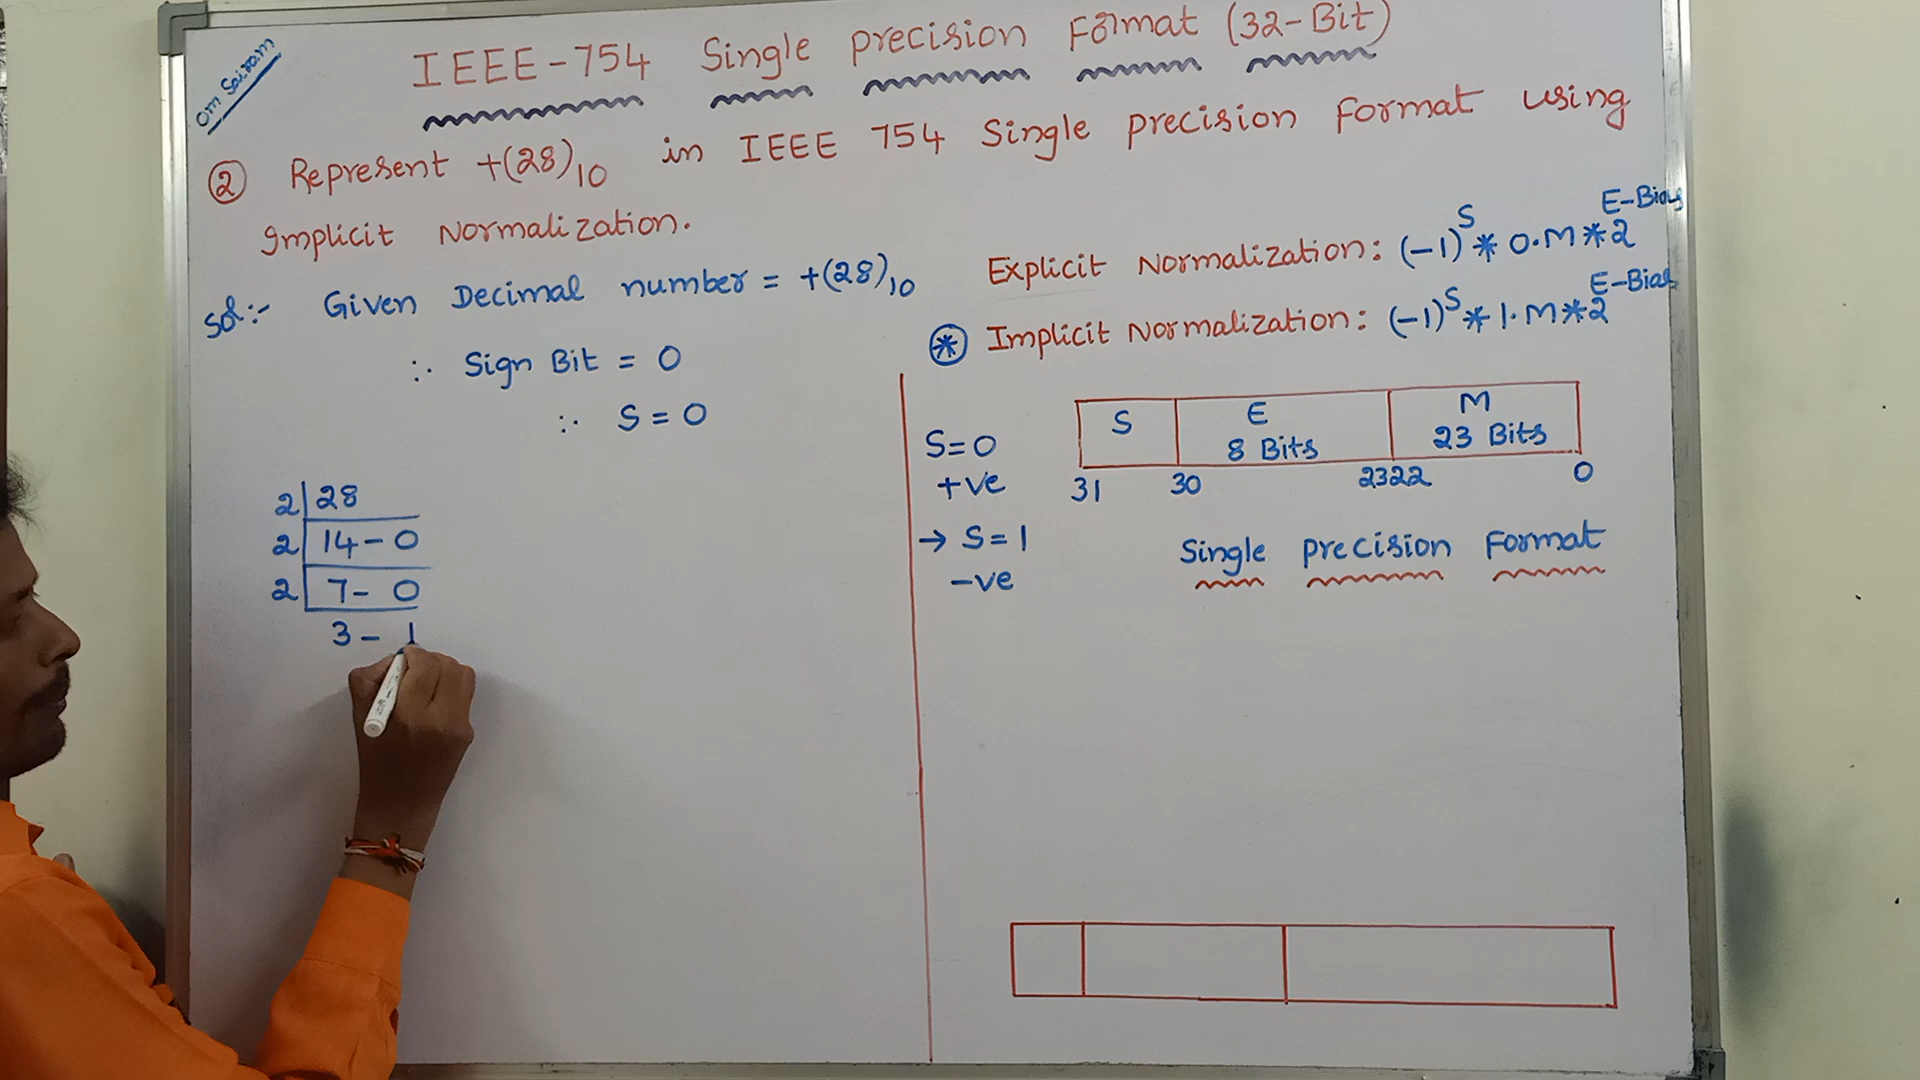 Om Sairam
IEEE-754 Single precision Format (32-Bit)
② Represent +(28)10 in IEEE 754 Single precision Format using
Implicit Normalization.
Sol:- Given Decimal number = +(28)10
∴ Sign Bit = 0
∴ S = 0
2 28
2 14 - 0
2 7 - 0
3 - 1
Explicit Normalization: (-1)^S * 0.M * 2^E-Bias
⊛ Implicit Normalization: (-1)^S * 1.M * 2^E-Bias
S=0
+ve
→ S=1
-ve
S E M
8 Bits 23 Bits
31 30 23 22 0
Single Precision Format